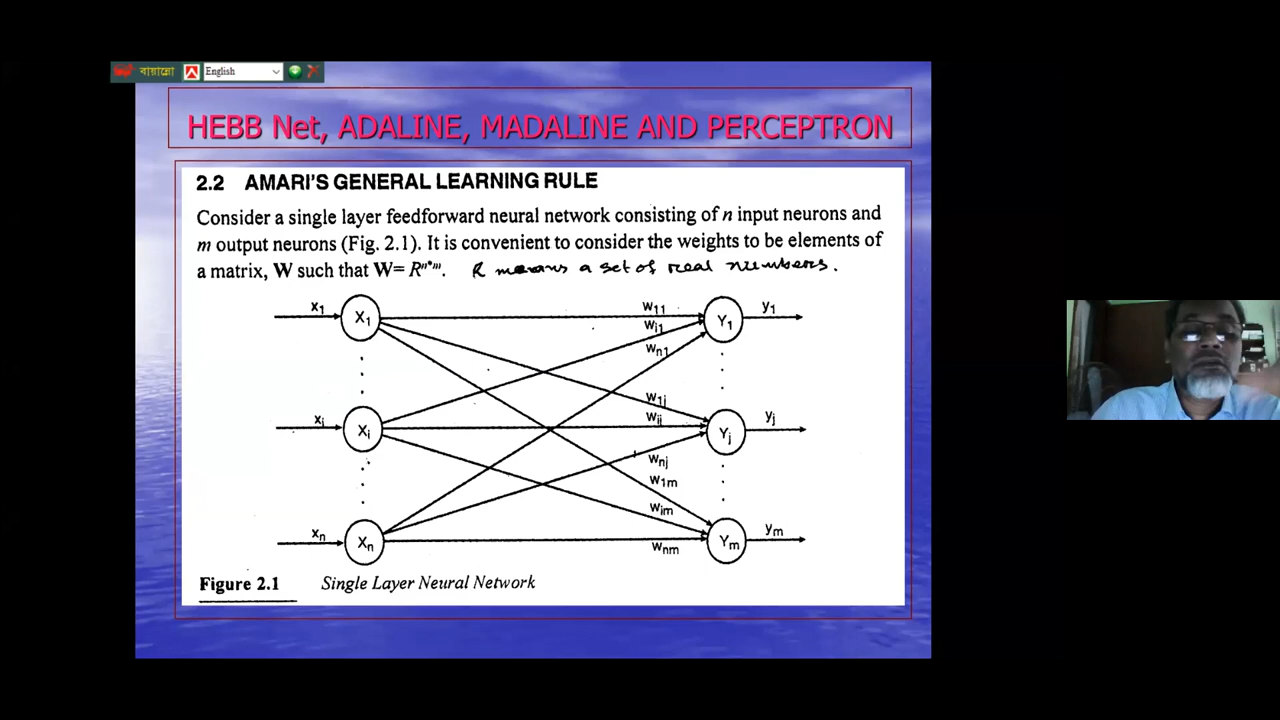 বায়ান্নো English
HEBB Net, ADALINE, MADALINE AND PERCEPTRON
2.2 AMARI'S GENERAL LEARNING RULE
Consider a single layer feedforward neural network consisting of n input neurons and
m output neurons (Fig. 2.1). It is convenient to consider the weights to be elements of
a matrix, W such that W= Rⁿ*ᵐ. R means a set of real numbers.
x1 X1 w11 Y1 y1
wi1
wn1
w1j
xi Xi wij Yj yj
wnj
w1m
wim
xn Xn wnm Ym ym
Figure 2.1 Single Layer Neural Network